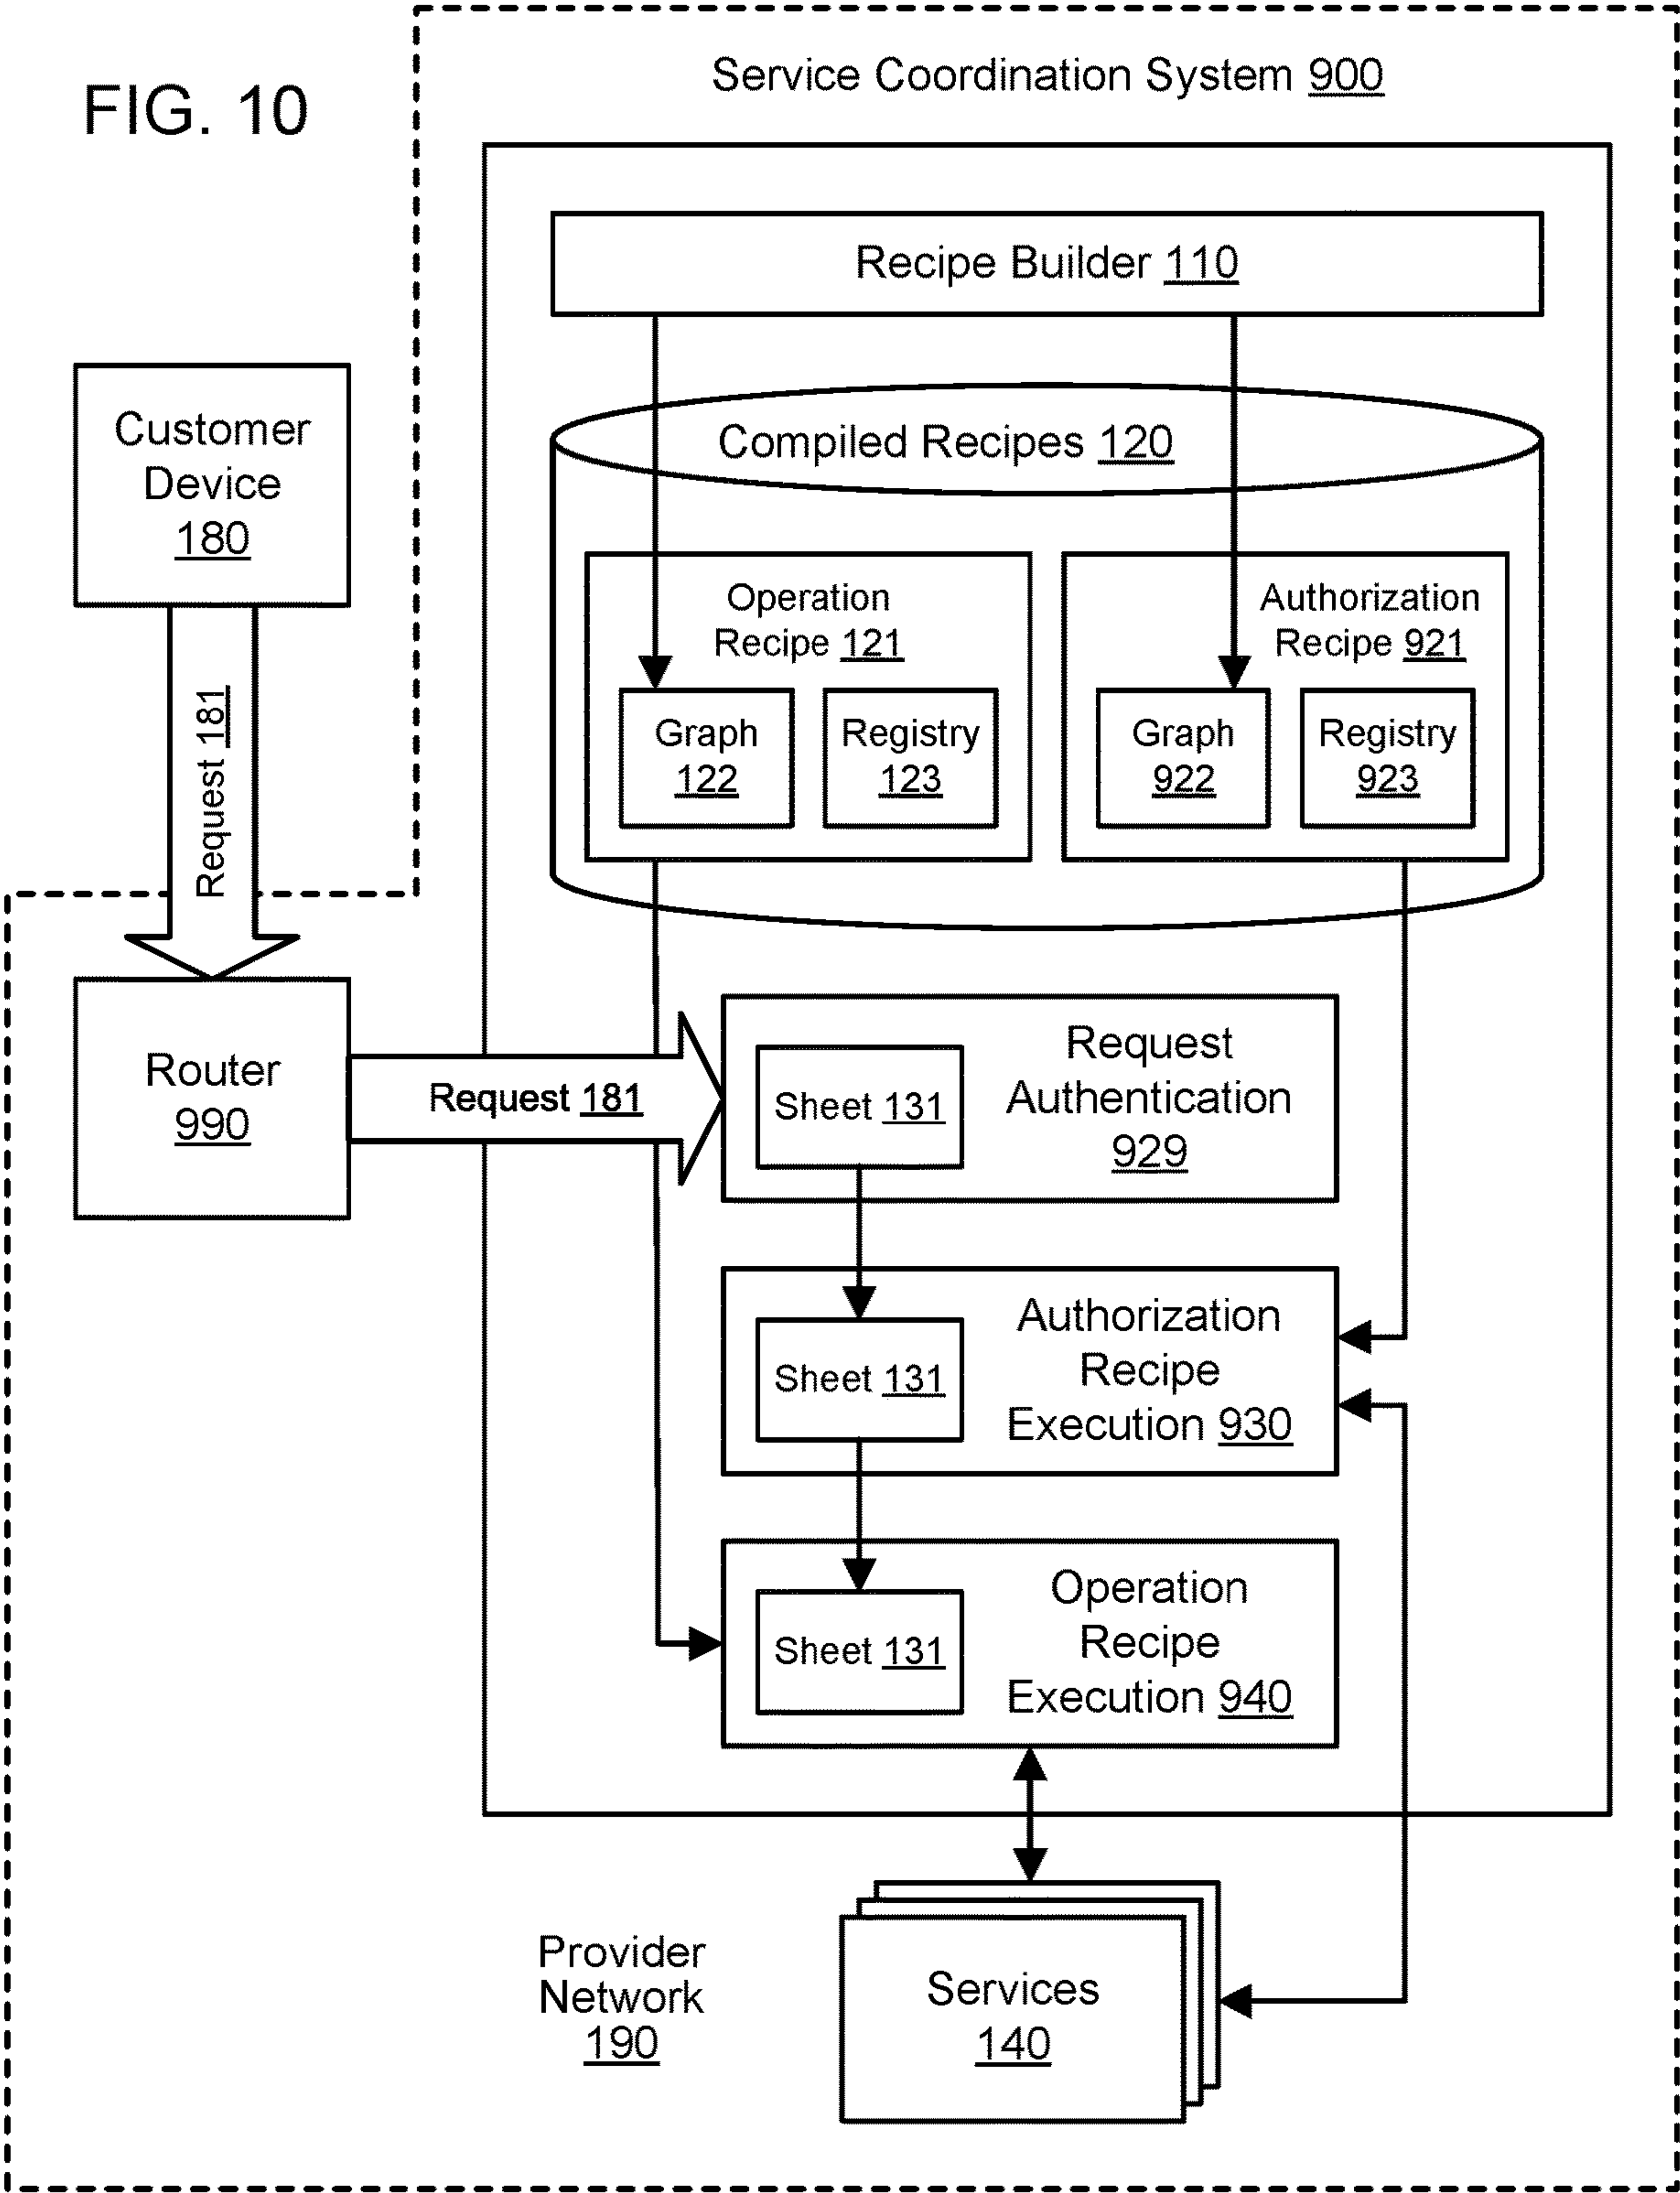 FIG. 10
Service Coordination System 900
Recipe Builder 110
Customer
Device
180
Compiled Recipes 120
Operation
Recipe 121
Authorization
Recipe 921
Graph
122
Registry
123
Graph
922
Registry
923
Request 181
Router
990
Request 181
Sheet 131
Request
Authentication
929
Sheet 131
Authorization
Recipe
Execution 930
Sheet 131
Operation
Recipe
Execution 940
Provider
Network
190
Services
140